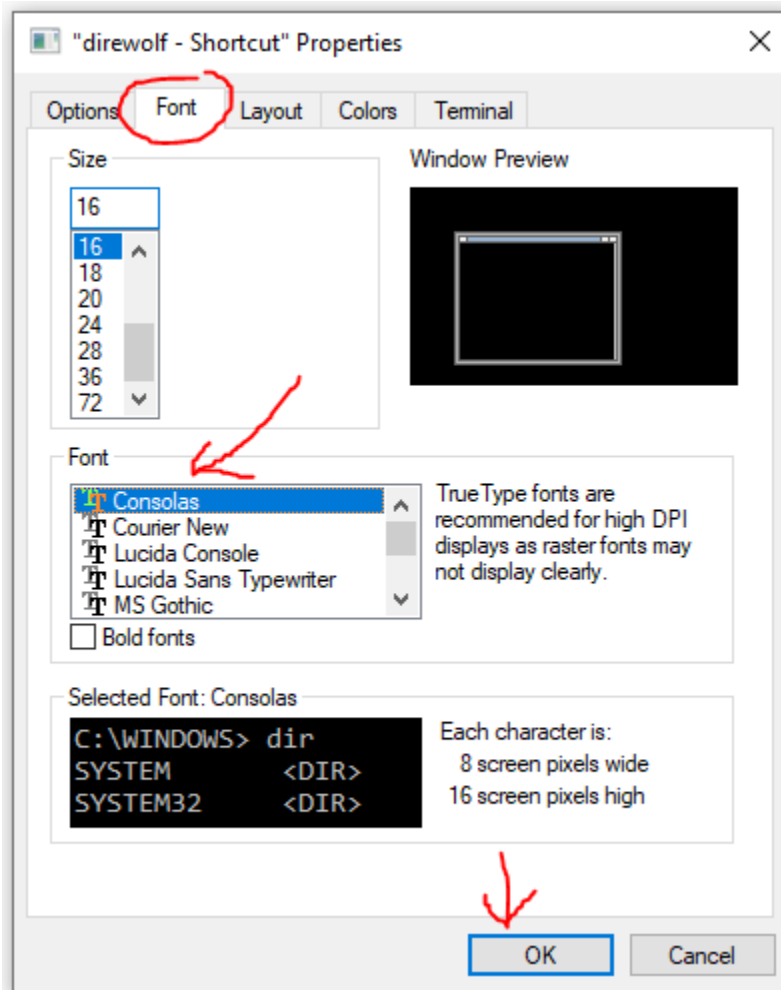 "direwolf - Shortcut" Properties
Options Font Layout Colors Terminal
Size
16
16
18
20
24
28
36
72
Window Preview
Font
Consolas
Courier New
Lucida Console
Lucida Sans Typewriter
MS Gothic
Bold fonts
TrueType fonts are
recommended for high DPI
displays as raster fonts may
not display clearly.
Selected Font: Consolas
C:\WINDOWS> dir
SYSTEM <DIR>
SYSTEM32 <DIR>
Each character is:
8 screen pixels wide
16 screen pixels high
OK Cancel